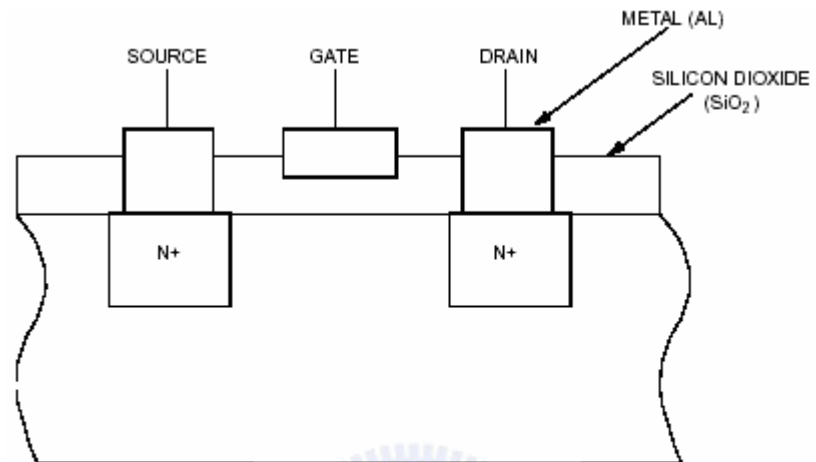 METAL (AL)
SOURCE GATE DRAIN
SILICON DIOXIDE
(SiO₂)
N+ N+